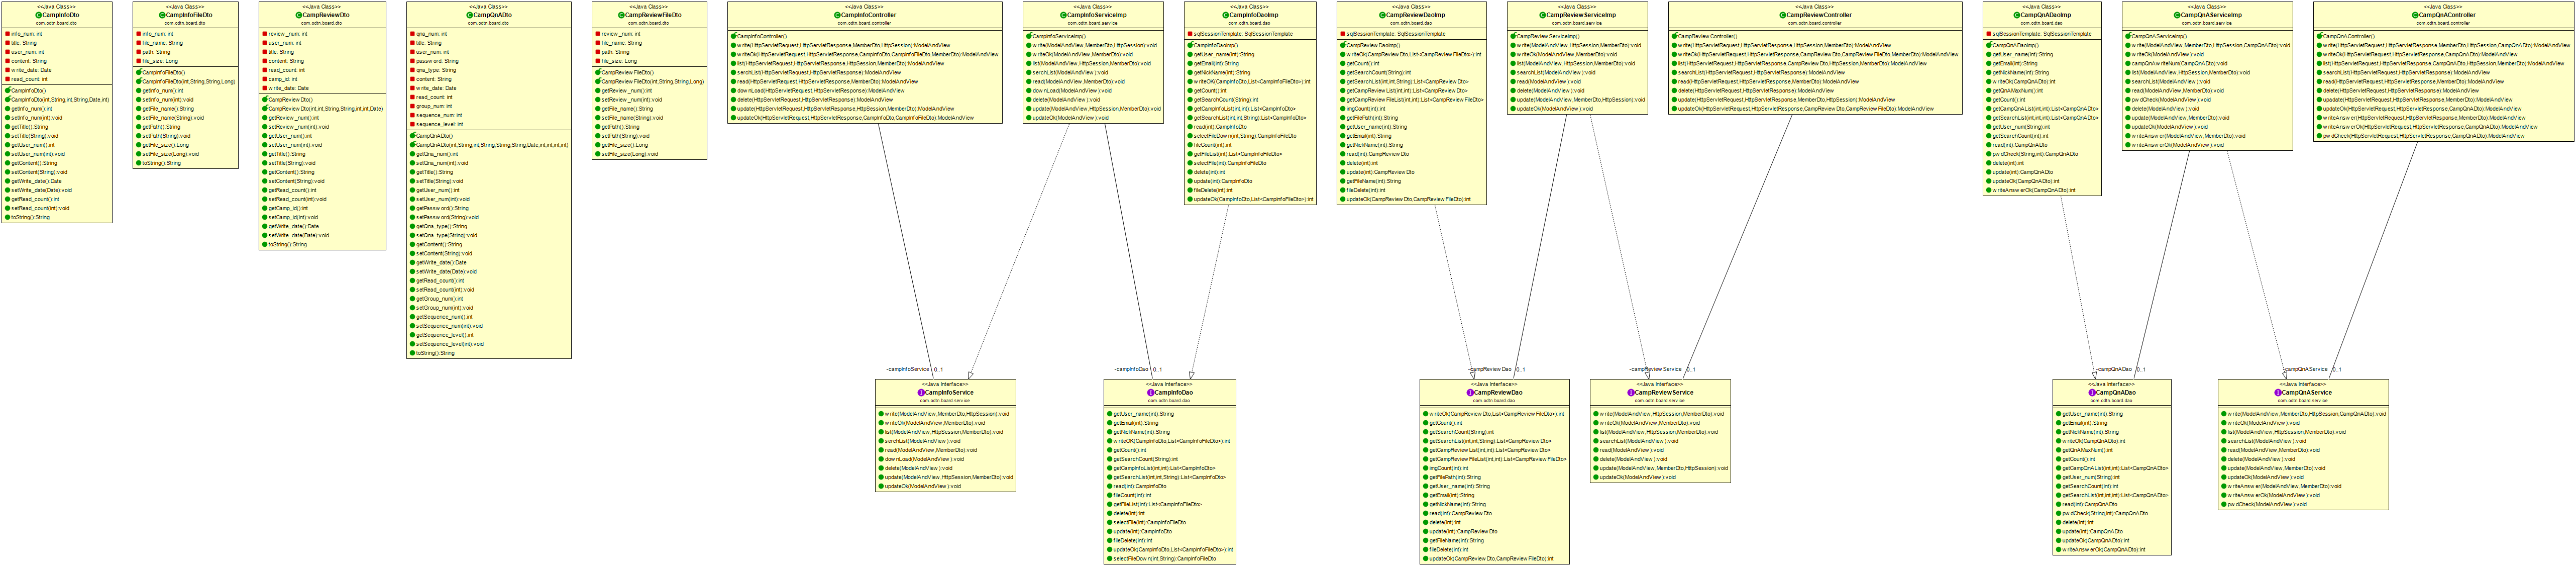 <<Java Class>>
CampInfoDto
com.odtn.board.dto
info_num: int
title: String
user_num: int
content: String
write_date: Date
read_count: int
CampInfoDto()
CampInfoDto(int,String,int,String,Date,int)
getInfo_num():int
setInfo_num(int):void
getTitle():String
setTitle(String):void
getUser_num():int
setUser_num(int):void
getContent():String
setContent(String):void
getWrite_date():Date
setWrite_date(Date):void
getRead_count():int
setRead_count(int):void
toString():String
<<Java Class>>
CampInfoFileDto
com.odtn.board.dto
info_num: int
file_name: String
path: String
file_size: Long
CampInfoFileDto()
CampInfoFileDto(int,String,String,Long)
getInfo_num():int
setInfo_num(int):void
getFile_name():String
setFile_name(String):void
getPath():String
setPath(String):void
getFile_size():Long
setFile_size(Long):void
toString():String
<<Java Class>>
CampReviewDto
com.odtn.board.dto
review_num: int
user_num: int
title: String
content: String
read_count: int
camp_id: int
write_date: Date
CampReviewDto()
CampReviewDto(int,int,String,String,int,int,Date)
getReview_num():int
setReview_num(int):void
getUser_num():int
setUser_num(int):void
getTitle():String
setTitle(String):void
getContent():String
setContent(String):void
getRead_count():int
setRead_count(int):void
getCamp_id():int
setCamp_id(int):void
getWrite_date():Date
setWrite_date(Date):void
toString():String
<<Java Class>>
CampQnADto
com.odtn.board.dto
qna_num: int
title: String
user_num: int
password: String
qna_type: String
content: String
write_date: Date
read_count: int
group_num: int
sequence_num: int
sequence_level: int
CampQnADto()
CampQnADto(int,String,int,String,String,String,Date,int,int,int,int)
getQna_num():int
setQna_num(int):void
getTitle():String
setTitle(String):void
getUser_num():int
setUser_num(int):void
getPassword():String
setPassword(String):void
getQna_type():String
setQna_type(String):void
getContent():String
setContent(String):void
getWrite_date():Date
setWrite_date(Date):void
getRead_count():int
setRead_count(int):void
getGroup_num():int
setGroup_num(int):void
getSequence_num():int
setSequence_num(int):void
getSequence_level():int
setSequence_level(int):void
toString():String
<<Java Class>>
CampReviewFileDto
com.odtn.board.dto
review_num: int
file_name: String
path: String
file_size: Long
CampReviewFileDto()
CampReviewFileDto(int,String,String,Long)
getReview_num():int
setReview_num(int):void
getFile_name():String
setFile_name(String):void
getPath():String
setPath(String):void
getFile_size():Long
setFile_size(Long):void
<<Java Class>>
CampInfoController
com.odtn.board.controller
CampInfoController()
write(HttpServletRequest,HttpServletResponse,MemberDto,HttpSession):ModelAndView
writeOk(HttpServletRequest,HttpServletResponse,CampInfoDto,CampInfoFileDto,MemberDto):ModelAndView
list(HttpServletRequest,HttpServletResponse,HttpSession,MemberDto):ModelAndView
serchList(HttpServletRequest,HttpServletResponse):ModelAndView
read(HttpServletRequest,HttpServletResponse,MemberDto):ModelAndView
downLoad(HttpServletRequest,HttpServletResponse):ModelAndView
delete(HttpServletRequest,HttpServletResponse):ModelAndView
update(HttpServletRequest,HttpServletResponse,HttpSession,MemberDto):ModelAndView
updateOk(HttpServletRequest,HttpServletResponse,CampInfoDto,CampInfoFileDto):ModelAndView
<<Java Class>>
CampInfoServiceImp
com.odtn.board.service
CampInfoServiceImp()
write(ModelAndView,MemberDto,HttpSession):void
writeOk(ModelAndView,MemberDto):void
list(ModelAndView,HttpSession,MemberDto):void
serchList(ModelAndView):void
read(ModelAndView,MemberDto):void
downLoad(ModelAndView):void
delete(ModelAndView):void
update(ModelAndView,HttpSession,MemberDto):void
updateOk(ModelAndView):void
<<Java Class>>
CampInfoDaoImp
com.odtn.board.dao
sqlSessionTemplate: SqlSessionTemplate
CampInfoDaoImp()
getUser_name(int):String
getEmail(int):String
getNickName(int):String
writeOK(CampInfoDto,List<CampInfoFileDto>):int
getCount():int
getSearchCount(String):int
getCampInfoList(int,int):List<CampInfoDto>
getSearchList(int,int,String):List<CampInfoDto>
read(int):CampInfoDto
selectFileDown(int,String):CampInfoFileDto
fileCount(int):int
getFileList(int):List<CampInfoFileDto>
selectFile(int):CampInfoFileDto
delete(int):int
update(int):CampInfoDto
fileDelete(int):int
updateOk(CampInfoDto,List<CampInfoFileDto>):int
<<Java Class>>
CampReviewDaoImp
com.odtn.board.dao
sqlSessionTemplate: SqlSessionTemplate
CampReviewDaoImp()
writeOk(CampReviewDto,List<CampReviewFileDto>):int
getCount():int
getSearchCount(String):int
getSearchList(int,int,String):List<CampReviewDto>
getCampReviewList(int,int):List<CampReviewDto>
getCampReviewFileList(int,int):List<CampReviewFileDto>
imgCount(int):int
getFilePath(int):String
getUser_name(int):String
getEmail(int):String
getNickName(int):String
read(int):CampReviewDto
delete(int):int
update(int):CampReviewDto
getFileName(int):String
fileDelete(int):int
updateOk(CampReviewDto,CampReviewFileDto):int
<<Java Class>>
CampReviewServiceImp
com.odtn.board.service
CampReviewServiceImp()
write(ModelAndView,HttpSession,MemberDto):void
writeOk(ModelAndView,MemberDto):void
list(ModelAndView,HttpSession,MemberDto):void
searchList(ModelAndView):void
read(ModelAndView):void
delete(ModelAndView):void
update(ModelAndView,MemberDto,HttpSession):void
updateOk(ModelAndView):void
<<Java Class>>
CampReviewController
com.odtn.board.controller
CampReviewController()
write(HttpServletRequest,HttpServletResponse,HttpSession,MemberDto):ModelAndView
writeOk(HttpServletRequest,HttpServletResponse,CampReviewDto,CampReviewFileDto,MemberDto):ModelAndView
list(HttpServletRequest,HttpServletResponse,CampReviewDto,HttpSession,MemberDto):ModelAndView
searchList(HttpServletRequest,HttpServletResponse):ModelAndView
read(HttpServletRequest,HttpServletResponse,MemberDto):ModelAndView
delete(HttpServletRequest,HttpServletResponse):ModelAndView
update(HttpServletRequest,HttpServletResponse,MemberDto,HttpSession):ModelAndView
updateOk(HttpServletRequest,HttpServletResponse,CampReviewDto,CampReviewFileDto):ModelAndView
<<Java Class>>
CampQnADaoImp
com.odtn.board.dao
sqlSessionTemplate: SqlSessionTemplate
CampQnADaoImp()
getUser_name(int):String
getEmail(int):String
getNickName(int):String
writeOk(CampQnADto):int
getQnAMaxNum():int
getCount():int
getCampQnAList(int,int):List<CampQnADto>
getSearchList(int,int,int):List<CampQnADto>
getUser_num(String):int
getSearchCount(int):int
read(int):CampQnADto
pwdCheck(String,int):CampQnADto
delete(int):int
update(int):CampQnADto
updateOk(CampQnADto):int
writeAnswerOk(CampQnADto):int
<<Java Class>>
CampQnAServiceImp
com.odtn.board.service
CampQnAServiceImp()
write(ModelAndView,MemberDto,HttpSession,CampQnADto):void
writeOk(ModelAndView):void
campQnAwriteNum(CampQnADto):void
list(ModelAndView,HttpSession,MemberDto):void
searchList(ModelAndView):void
read(ModelAndView,MemberDto):void
pwdCheck(ModelAndView):void
delete(ModelAndView):void
update(ModelAndView,MemberDto):void
updateOk(ModelAndView):void
writeAnswer(ModelAndView,MemberDto):void
writeAnswerOk(ModelAndView):void
<<Java Class>>
CampQnAController
com.odtn.board.controller
CampQnAController()
write(HttpServletRequest,HttpServletResponse,MemberDto,HttpSession,CampQnADto):ModelAndView
writeOk(HttpServletRequest,HttpServletResponse,CampQnADto):ModelAndView
list(HttpServletRequest,HttpServletResponse,CampQnADto,HttpSession,MemberDto):ModelAndView
searchList(HttpServletRequest,HttpServletResponse):ModelAndView
read(HttpServletRequest,HttpServletResponse,MemberDto):ModelAndView
delete(HttpServletRequest,HttpServletResponse):ModelAndView
update(HttpServletRequest,HttpServletResponse,MemberDto):ModelAndView
updateOk(HttpServletRequest,HttpServletResponse,CampQnADto):ModelAndView
writeAnswer(HttpServletRequest,HttpServletResponse,MemberDto):ModelAndView
writeAnswerOk(HttpServletRequest,HttpServletResponse,CampQnADto):ModelAndView
pwdCheck(HttpServletRequest,HttpServletResponse):ModelAndView
-campInfoService 0..1
-campInfoDao 0..1
-campReviewDao 0..1
-campReviewService 0..1
-campQnADao 0..1
-campQnAService 0..1
<<Java Interface>>
CampInfoService
com.odtn.board.service
write(ModelAndView,MemberDto,HttpSession):void
writeOk(ModelAndView,MemberDto):void
list(ModelAndView,HttpSession,MemberDto):void
serchList(ModelAndView):void
read(ModelAndView,MemberDto):void
downLoad(ModelAndView):void
delete(ModelAndView):void
update(ModelAndView,HttpSession,MemberDto):void
updateOk(ModelAndView):void
<<Java Interface>>
CampInfoDao
com.odtn.board.dao
getUser_name(int):String
getEmail(int):String
getNickName(int):String
writeOK(CampInfoDto,List<CampInfoFileDto>):int
getCount():int
getSearchCount(String):int
getCampInfoList(int,int):List<CampInfoDto>
getSearchList(int,int,String):List<CampInfoDto>
read(int):CampInfoDto
fileCount(int):int
getFileList(int):List<CampInfoFileDto>
delete(int):int
selectFile(int):CampInfoFileDto
update(int):CampInfoDto
fileDelete(int):int
updateOk(CampInfoDto,List<CampInfoFileDto>):int
selectFileDown(int,String):CampInfoFileDto
<<Java Interface>>
CampReviewDao
com.odtn.board.dao
writeOk(CampReviewDto,List<CampReviewFileDto>):int
getCount():int
getSearchCount(String):int
getSearchList(int,int,String):List<CampReviewDto>
getCampReviewList(int,int):List<CampReviewDto>
getCampReviewFileList(int,int):List<CampReviewFileDto>
imgCount(int):int
getFilePath(int):String
getUser_name(int):String
getEmail(int):String
getNickName(int):String
read(int):CampReviewDto
delete(int):int
update(int):CampReviewDto
getFileName(int):String
fileDelete(int):int
updateOk(CampReviewDto,CampReviewFileDto):int
<<Java Interface>>
CampReviewService
com.odtn.board.service
write(ModelAndView,HttpSession,MemberDto):void
writeOk(ModelAndView,MemberDto):void
list(ModelAndView,HttpSession,MemberDto):void
searchList(ModelAndView):void
read(ModelAndView):void
delete(ModelAndView):void
update(ModelAndView,MemberDto,HttpSession):void
updateOk(ModelAndView):void
<<Java Interface>>
CampQnADao
com.odtn.board.dao
getUser_name(int):String
getEmail(int):String
getNickName(int):String
writeOk(CampQnADto):int
getQnAMaxNum():int
getCount():int
getCampQnAList(int,int):List<CampQnADto>
getUser_num(String):int
getSearchCount(int):int
getSearchList(int,int,int):List<CampQnADto>
read(int):CampQnADto
pwdCheck(String,int):CampQnADto
delete(int):int
update(int):CampQnADto
updateOk(CampQnADto):int
writeAnswerOk(CampQnADto):int
<<Java Interface>>
CampQnAService
com.odtn.board.service
write(ModelAndView,MemberDto,HttpSession,CampQnADto):void
writeOk(ModelAndView):void
list(ModelAndView,HttpSession,MemberDto):void
searchList(ModelAndView):void
read(ModelAndView,MemberDto):void
delete(ModelAndView):void
update(ModelAndView,MemberDto):void
updateOk(ModelAndView):void
writeAnswer(ModelAndView,MemberDto):void
writeAnswerOk(ModelAndView):void
pwdCheck(ModelAndView):void